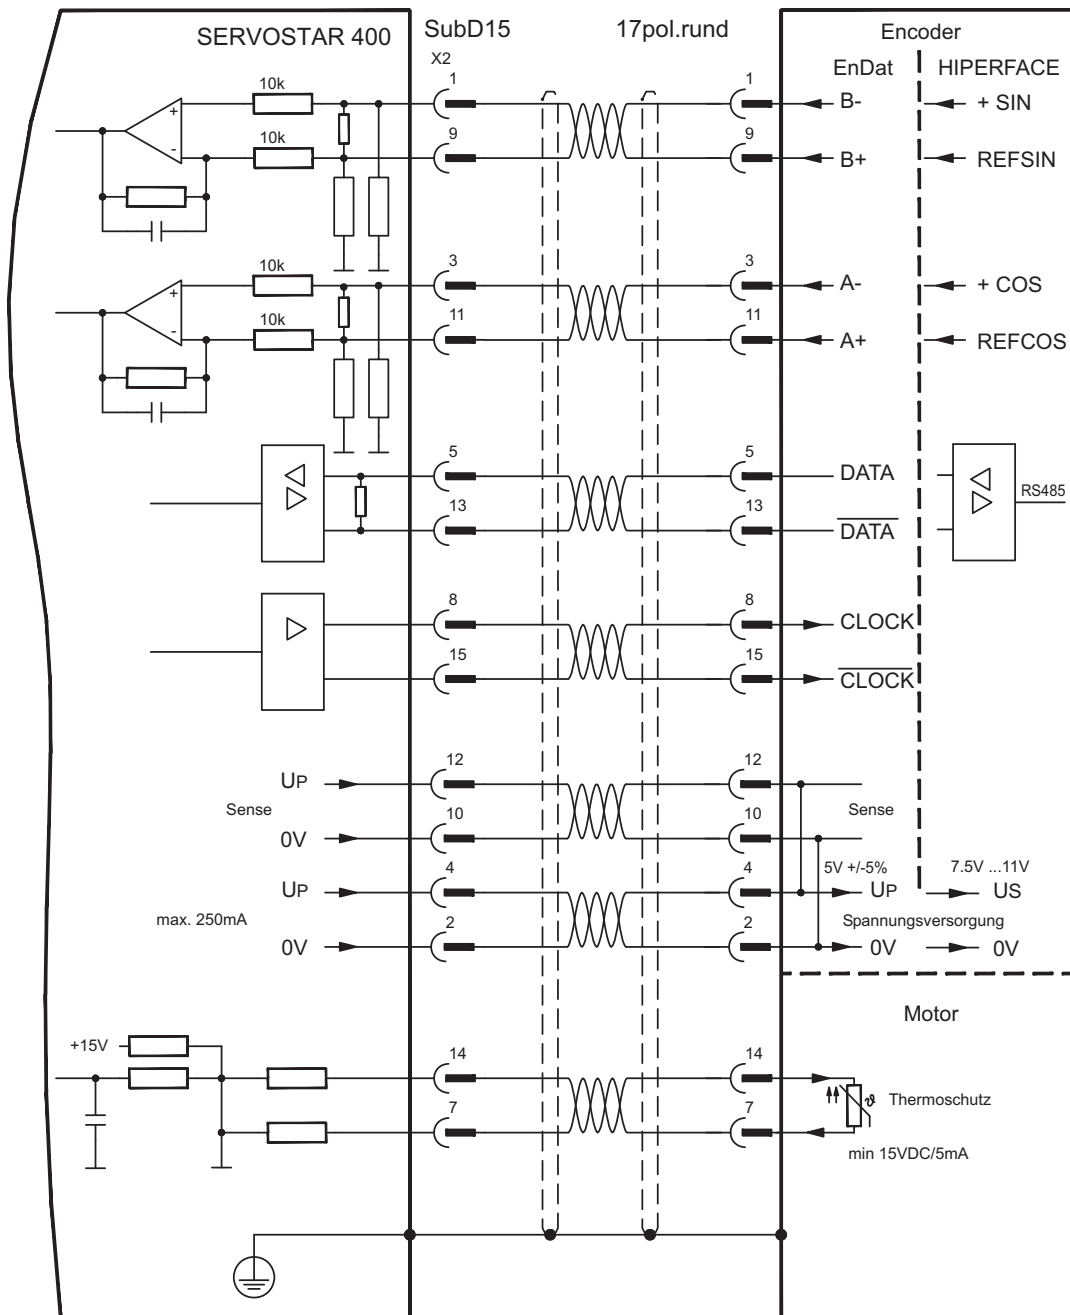 SERVOSTAR 400 SubD15 17pol.rund Encoder
X2 EnDat HIPERFACE
10k 1 1 B- + SIN
+
-
10k 9 9 B+ REFSIN
10k 3 3 A- + COS
+
-
10k 11 11 A+ REFCOS
5 5 DATA
RS485
13 13 DATA
8 8 CLOCK
15 15 CLOCK
UP 12 12
Sense Sense
0V 10 10
5V +/-5% 7.5V ...11V
UP 4 4 UP US
max. 250mA Spannungsversorgung
0V 2 2 0V 0V
Motor
+15V 14 14
ϑ Thermoschutz
7 7
min 15VDC/5mA